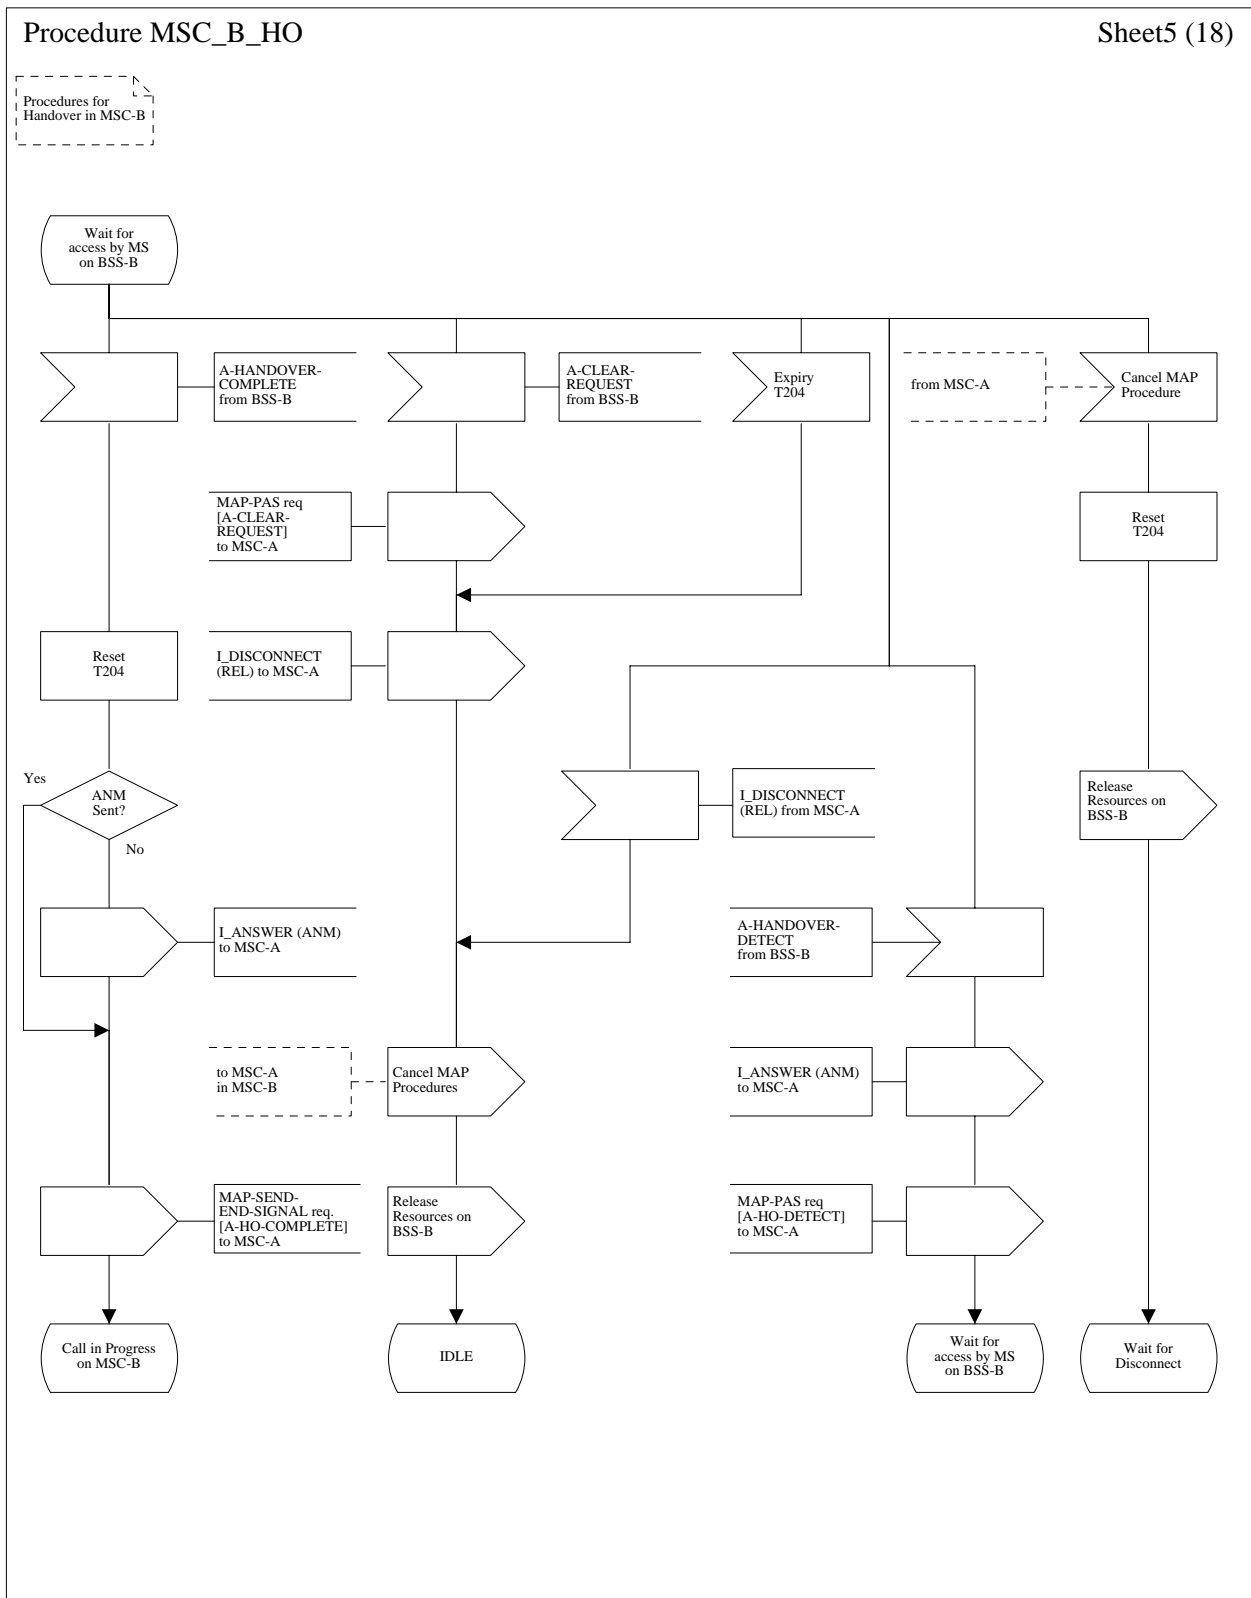 Procedure MSC_B_HO
Sheet5 (18)
Procedures for
Handover in MSC-B
Wait for
access by MS
on BSS-B
A-HANDOVER-
COMPLETE
from BSS-B
A-CLEAR-
REQUEST
from BSS-B
Expiry
T204
from MSC-A
Cancel MAP
Procedure
MAP-PAS req
[A-CLEAR-
REQUEST]
to MSC-A
Reset
T204
Reset
T204
I_DISCONNECT
(REL) to MSC-A
Yes
ANM
Sent?
No
I_DISCONNECT
(REL) from MSC-A
Release
Resources on
BSS-B
I_ANSWER (ANM)
to MSC-A
A-HANDOVER-
DETECT
from BSS-B
to MSC-A
in MSC-B
Cancel MAP
Procedures
I_ANSWER (ANM)
to MSC-A
MAP-SEND-
END-SIGNAL req.
[A-HO-COMPLETE]
to MSC-A
Release
Resources on
BSS-B
MAP-PAS req
[A-HO-DETECT]
to MSC-A
Call in Progress
on MSC-B
IDLE
Wait for
access by MS
on BSS-B
Wait for
Disconnect